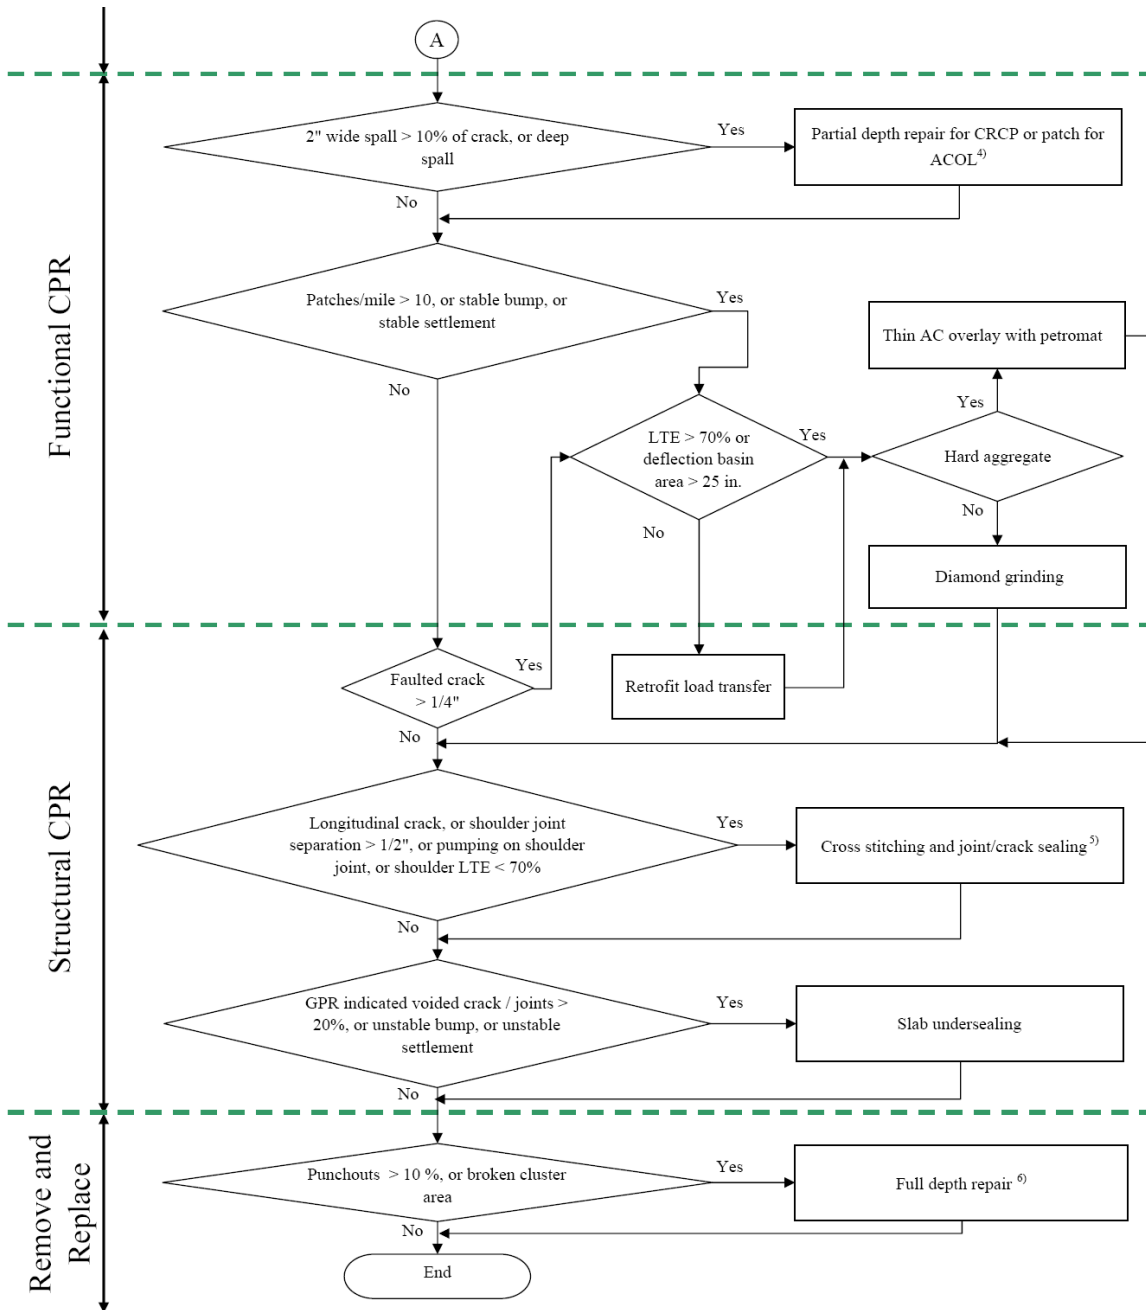 A
2" wide spall > 10% of crack, or deep
spall
Yes
Partial depth repair for CRCP or patch for
ACOL4)
No
Functional CPR
Patches/mile > 10, or stable bump, or
stable settlement
Yes
No
Thin AC overlay with petromat
Yes
LTE > 70% or
deflection basin
area > 25 in.
Yes
Hard aggregate
No
No
Diamond grinding
Structural CPR
Faulted crack
> 1/4"
Yes
Retrofit load transfer
No
Longitudinal crack, or shoulder joint
separation > 1/2", or pumping on shoulder
joint, or shoulder LTE < 70%
Yes
Cross stitching and joint/crack sealing 5)
No
GPR indicated voided crack / joints >
20%, or unstable bump, or unstable
settlement
Yes
Slab undersealing
No
Remove and
Replace
Punchouts > 10 %, or broken cluster
area
Yes
Full depth repair 6)
No
End